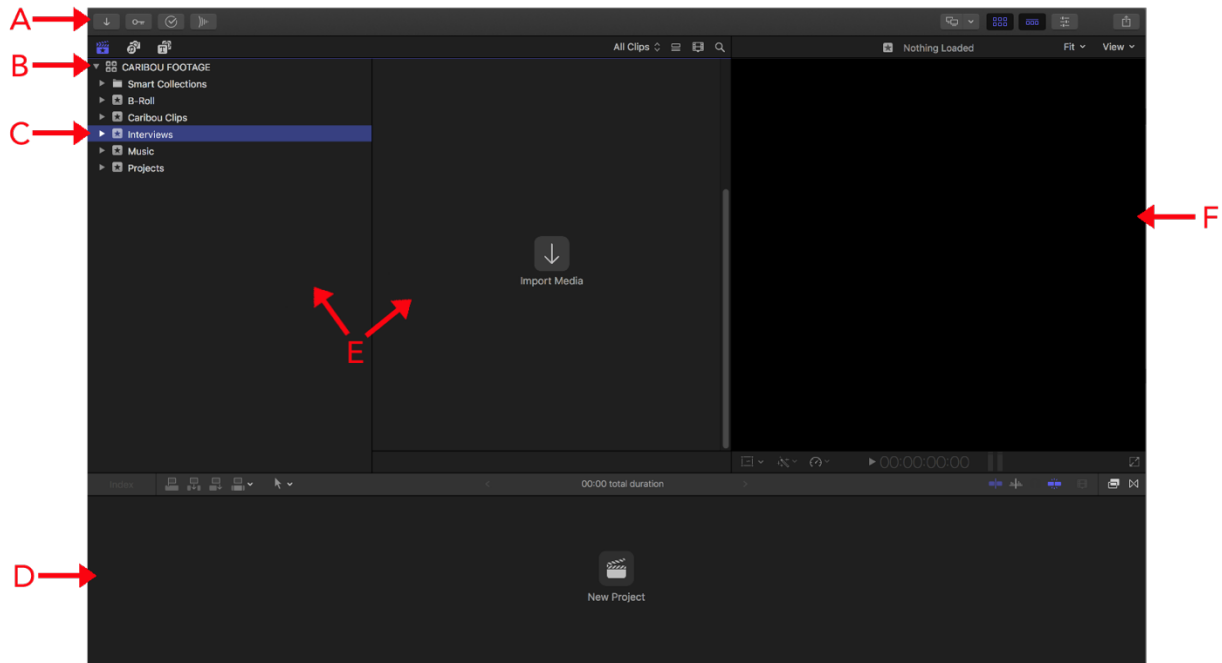 A
All Clips
Nothing Loaded
Fit
View
B
CARIBOU FOOTAGE
Smart Collections
B-Roll
Caribou Clips
C
Interviews
Music
Projects
F
Import Media
E
00:00:00:00
Index
00:00 total duration
D
New Project